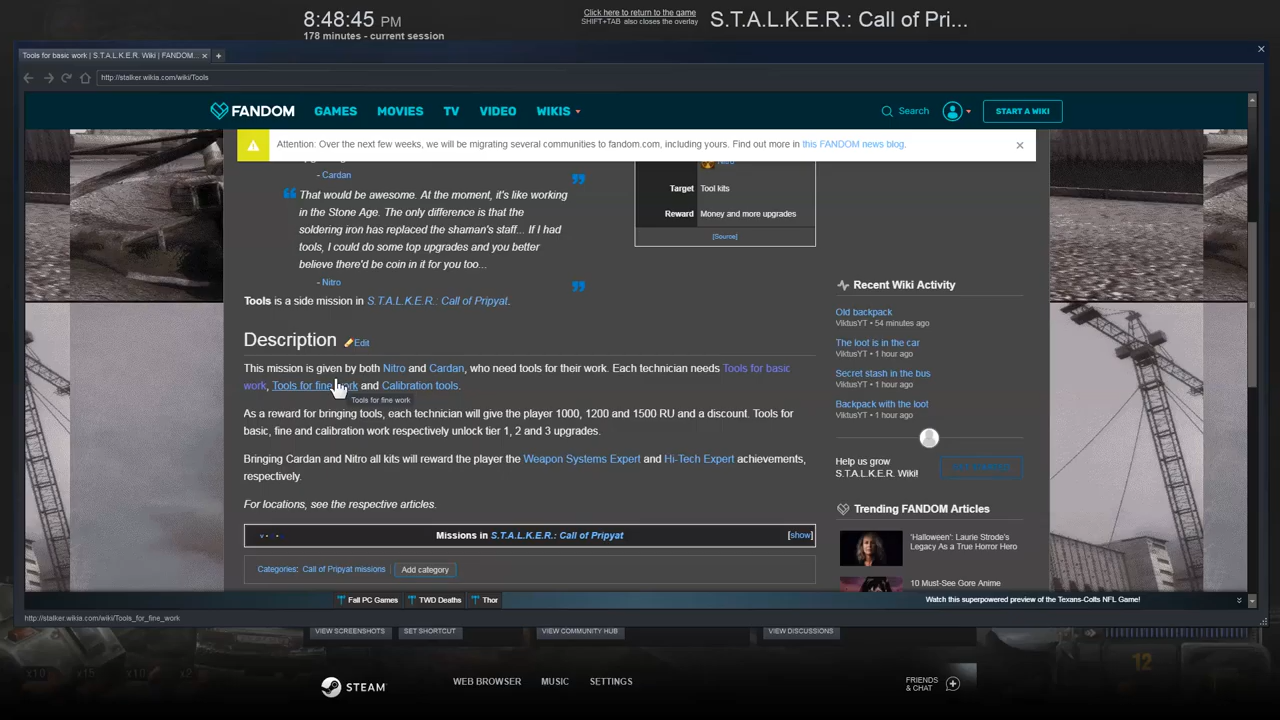 8:48:45 PM
178 minutes - current session
Click here to return to the game
SHIFT+TAB also closes the overlay
S.T.A.L.K.E.R.: Call of Pri...
Tools for basic work | S.T.A.L.K.E.R. Wiki | FANDOM...
http://stalker.wikia.com/wiki/Tools
FANDOM
GAMES
MOVIES
TV
VIDEO
WIKIS
Search
START A WIKI
Attention: Over the next few weeks, we will be migrating several communities to fandom.com, including yours. Find out more in this FANDOM news blog.
- Cardan
That would be awesome. At the moment, it's like working
in the Stone Age. The only difference is that the
soldering iron has replaced the shaman's staff... If I had
tools, I could do some top upgrades and you better
believe there'd be coin in it for you too...
- Nitro
Nitro
Target Tool kits
Reward Money and more upgrades
[Source]
Tools is a side mission in S.T.A.L.K.E.R.: Call of Pripyat.
Description
Edit
This mission is given by both Nitro and Cardan, who need tools for their work. Each technician needs Tools for basic
work, Tools for fine work and Calibration tools.
Tools for fine work
As a reward for bringing tools, each technician will give the player 1000, 1200 and 1500 RU and a discount. Tools for
basic, fine and calibration work respectively unlock tier 1, 2 and 3 upgrades.
Bringing Cardan and Nitro all kits will reward the player the Weapon Systems Expert and Hi-Tech Expert achievements,
respectively.
For locations, see the respective articles.
v • •
Missions in S.T.A.L.K.E.R.: Call of Pripyat
[show]
Categories: Call of Pripyat missions
Add category
Recent Wiki Activity
Old backpack
ViktusYT • 54 minutes ago
The loot is in the car
ViktusYT • 1 hour ago
Secret stash in the bus
ViktusYT • 1 hour ago
Backpack with the loot
ViktusYT • 1 hour ago
Help us grow
S.T.A.L.K.E.R. Wiki!
GET STARTED
Trending FANDOM Articles
'Halloween': Laurie Strode's
Legacy As a True Horror Hero
10 Must-See Gore Anime
Fall PC Games
TWD Deaths
Thor
Watch this superpowered preview of the Texans-Colts NFL Game!
http://stalker.wikia.com/wiki/Tools_for_fine_work
VIEW SCREENSHOTS
SET SHORTCUT
VIEW COMMUNITY HUB
VIEW DISCUSSIONS
x10
x15
x10
x2
12
STEAM
WEB BROWSER
MUSIC
SETTINGS
FRIENDS
& CHAT